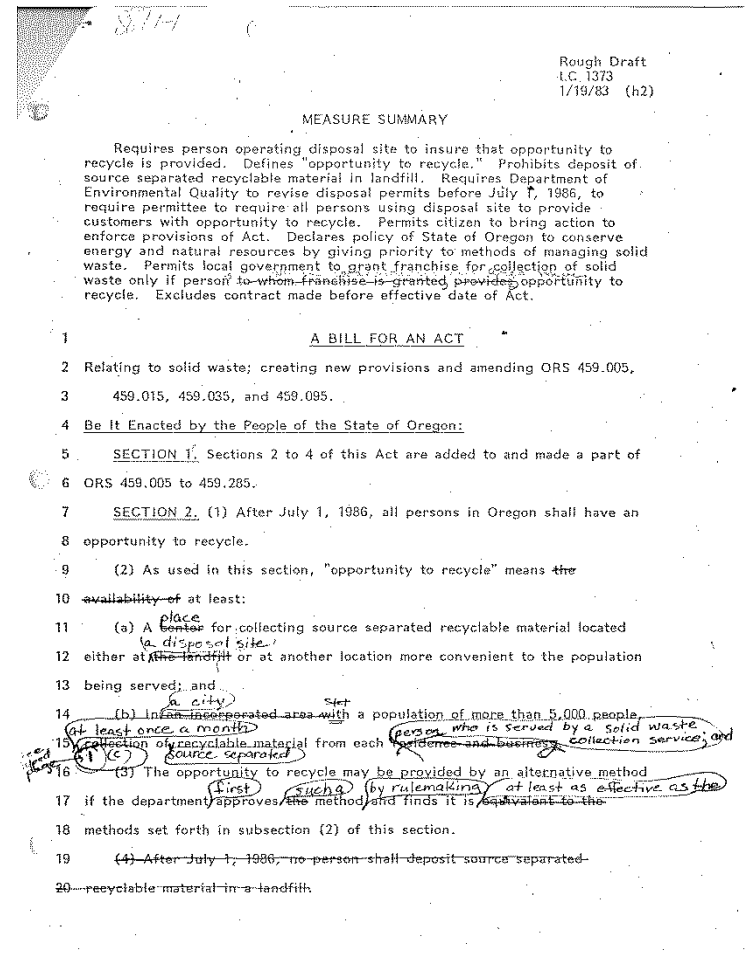 8/1-1
Rough Draft
LC 1373
1/19/83 (h2)
MEASURE SUMMARY
Requires person operating disposal site to insure that opportunity to
recycle is provided. Defines "opportunity to recycle." Prohibits deposit of
source separated recyclable material in landfill. Requires Department of
Environmental Quality to revise disposal permits before July 1, 1986, to
require permittee to require all persons using disposal site to provide
customers with opportunity to recycle. Permits citizen to bring action to
enforce provisions of Act. Declares policy of State of Oregon to conserve
energy and natural resources by giving priority to methods of managing solid
waste. Permits local government to grant franchise for collection of solid
waste only if person to whom franchise is granted provides opportunity to
recycle. Excludes contract made before effective date of Act.
1 A BILL FOR AN ACT
2 Relating to solid waste; creating new provisions and amending ORS 459.005,
3 459.015, 459.035, and 459.095.
4 Be It Enacted by the People of the State of Oregon:
5 SECTION 1. Sections 2 to 4 of this Act are added to and made a part of
6 ORS 459.005 to 459.285.
7 SECTION 2. (1) After July 1, 1986, all persons in Oregon shall have an
8 opportunity to recycle.
9 (2) As used in this section, "opportunity to recycle" means the
10 availability of at least:
place
11 (a) A center for collecting source separated recyclable material located
a disposal site
12 either at the landfill or at another location more convenient to the population
13 being served; and
a city stet
14 (b) In an incorporated area with a population of more than 5,000 people,
at least once a month person who is served by a solid waste
15 collection of recyclable material from each residence and business collection service; and
(c) source separated
16 (3) The opportunity to recycle may be provided by an alternative method
first such a by rulemaking at least as effective as the
17 if the department approves the method and finds it is equivalent to the
18 methods set forth in subsection (2) of this section.
19 (4) After July 1, 1986, no person shall deposit source separated
20 recyclable material in a landfill.